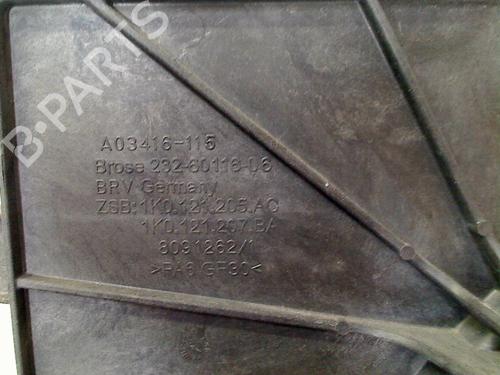 B-PARTS
A03416-115
Brose 232-60116-06
BRV Germany
ZSB:1K0.121.205.AC
1K0.121.207.BA
8091262/1
>PA6 GF30<